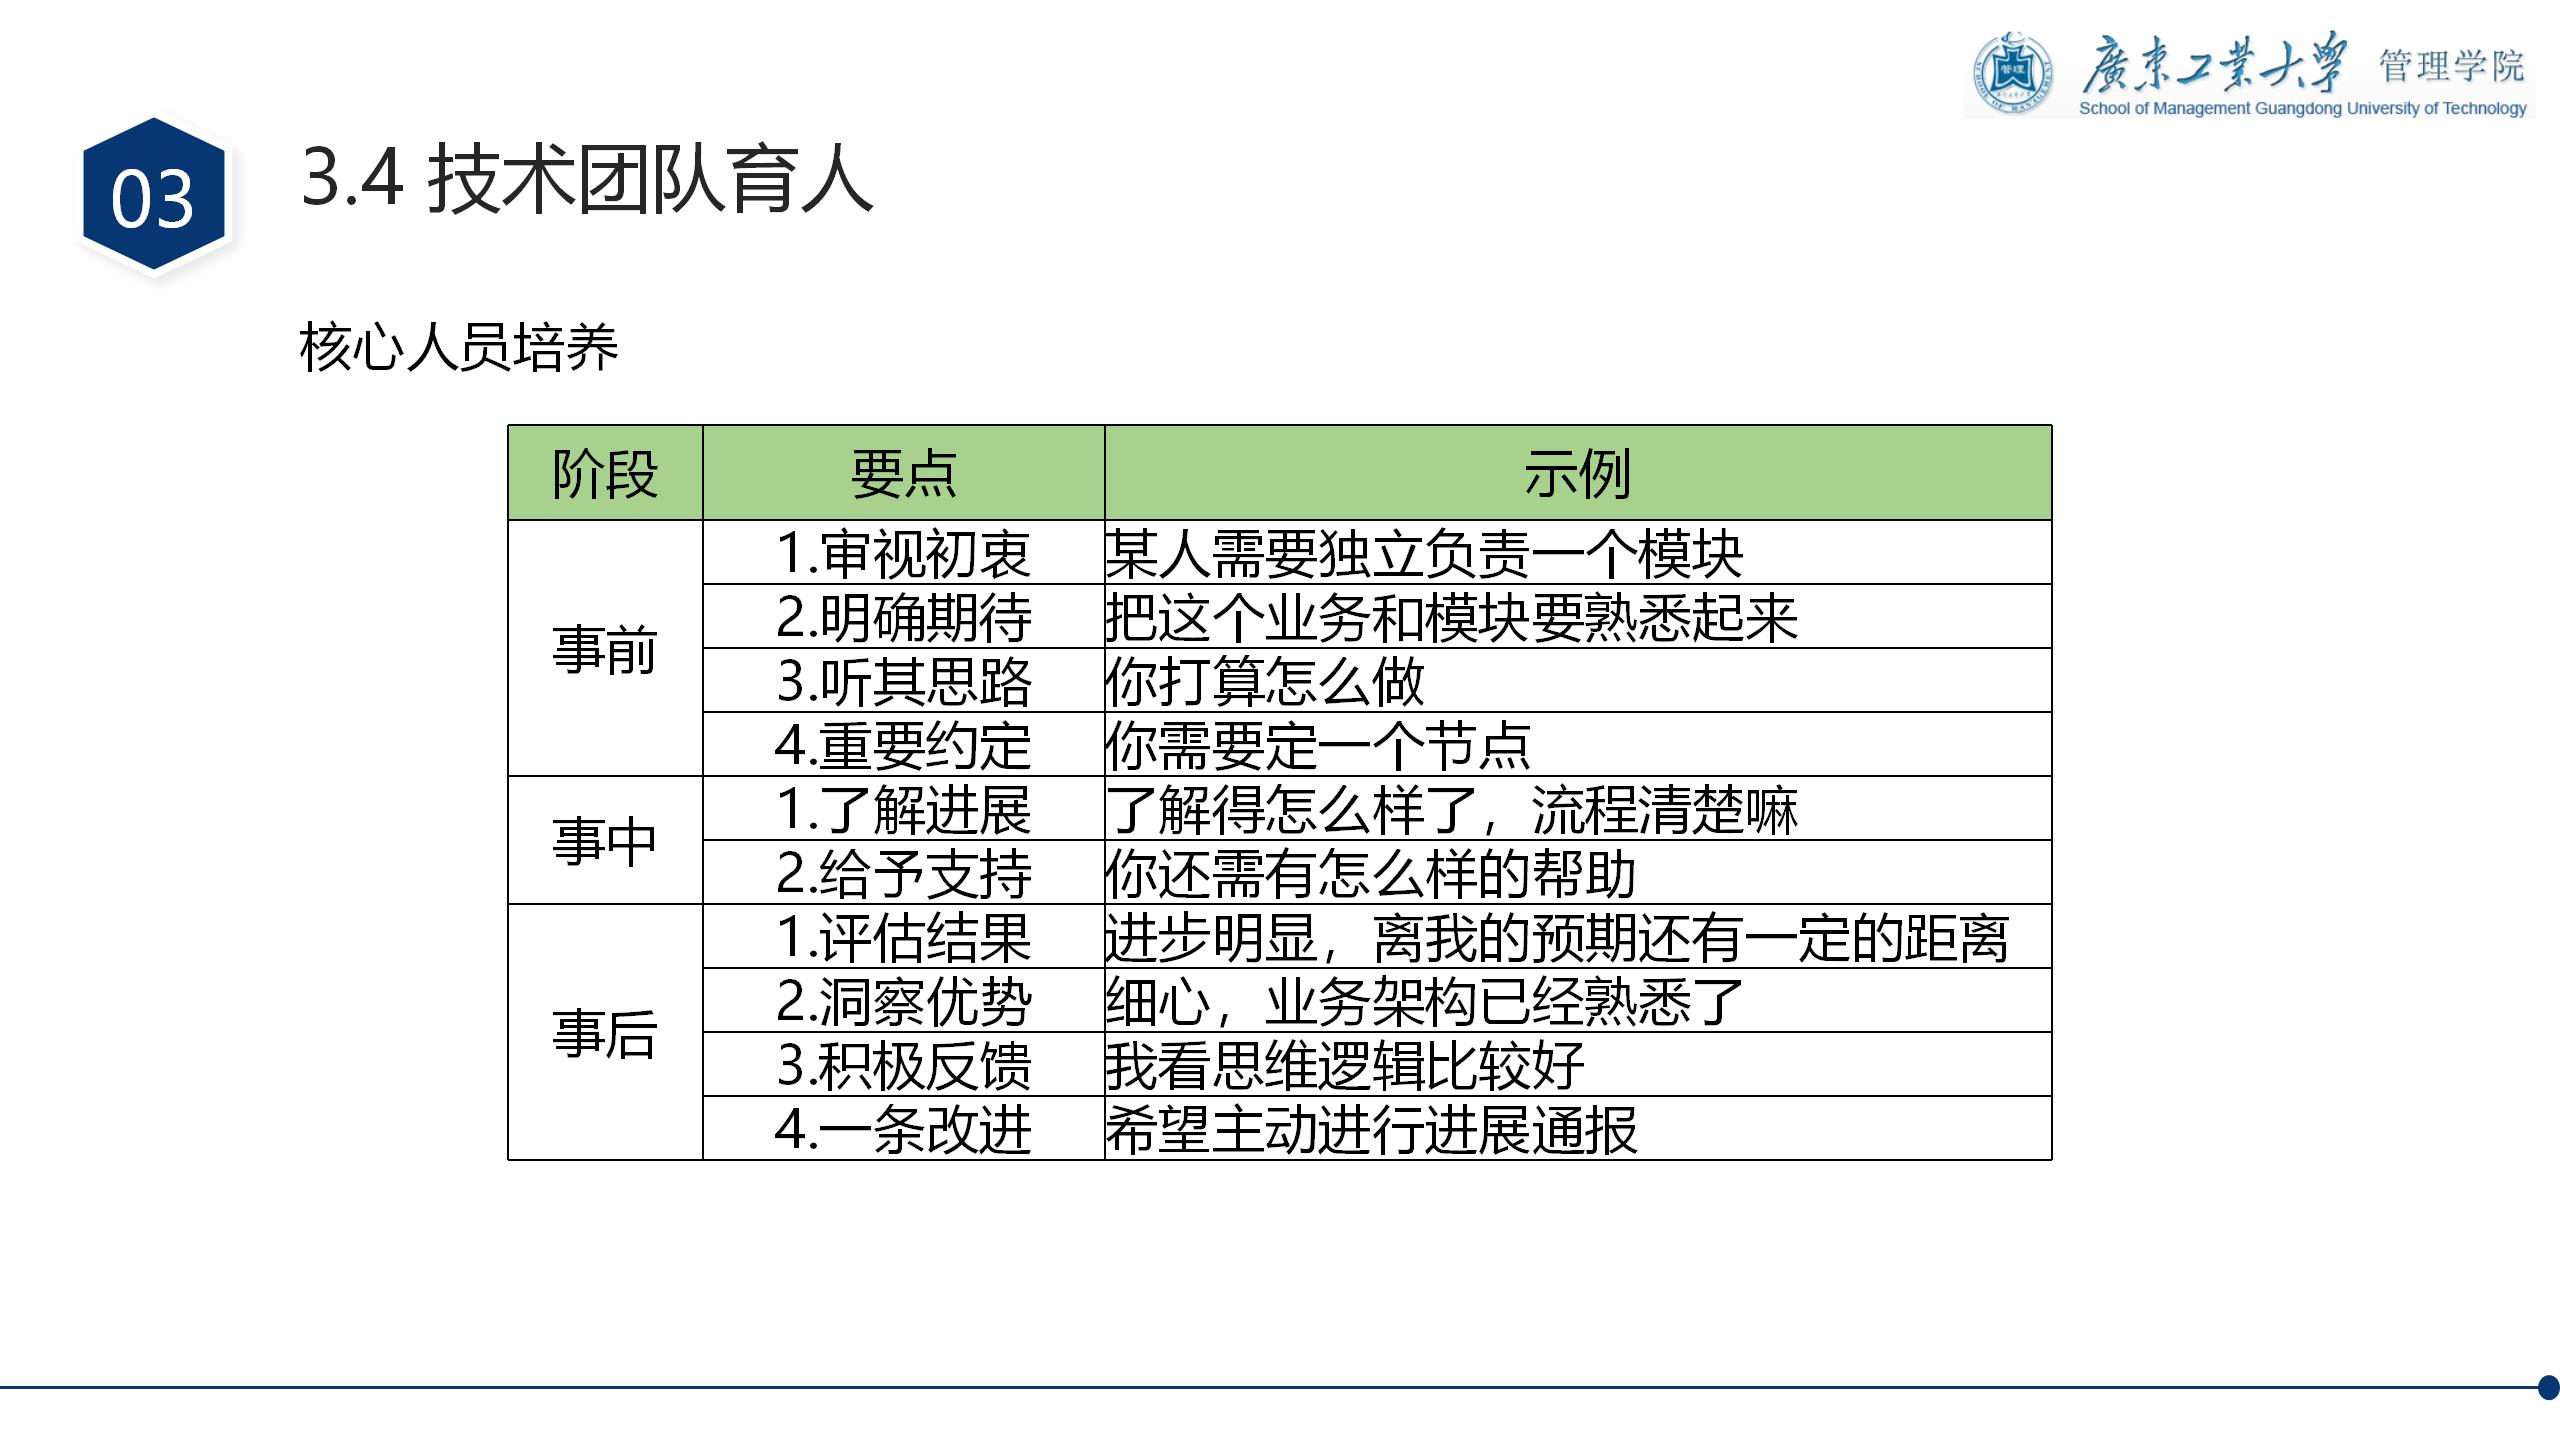 廣東工業大學 管理学院
School of Management Guangdong University of Technology
03
3.4 技术团队育人
核心人员培养
阶段 要点 示例
事前
1.审视初衷 某人需要独立负责一个模块
2.明确期待 把这个业务和模块要熟悉起来
3.听其思路 你打算怎么做
4.重要约定 你需要定一个节点
事中
1.了解进展 了解得怎么样了，流程清楚嘛
2.给予支持 你还需有怎么样的帮助
事后
1.评估结果 进步明显，离我的预期还有一定的距离
2.洞察优势 细心，业务架构已经熟悉了
3.积极反馈 我看思维逻辑比较好
4.一条改进 希望主动进行进展通报